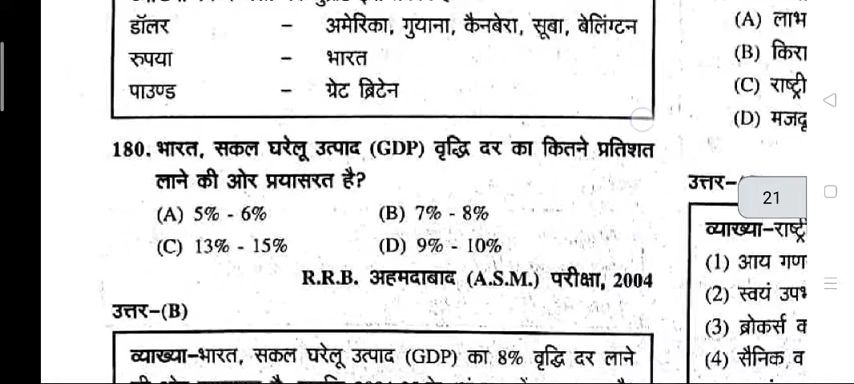 डॉलर – अमेरिका, गुयाना, कैनबेरा, सूबा, बेलिंग्टन
रुपया – भारत
पाउण्ड – ग्रेट ब्रिटेन
180. भारत, सकल घरेलू उत्पाद (GDP) वृद्धि दर का कितने प्रतिशत
लाने की ओर प्रयासरत है?
(A) 5% - 6% (B) 7% - 8%
(C) 13% - 15% (D) 9% - 10%
R.R.B. अहमदाबाद (A.S.M.) परीक्षा, 2004
उत्तर–(B)
व्याख्या–भारत, सकल घरेलू उत्पाद (GDP) का 8% वृद्धि दर लाने
(A) लाभ
(B) किरा
(C) राष्ट्री
(D) मजदू
उत्तर–
21
व्याख्या–राष्ट्री
(1) आय गण
(2) स्वयं उपभ
(3) ब्रोकर्स व
(4) सैनिक, व